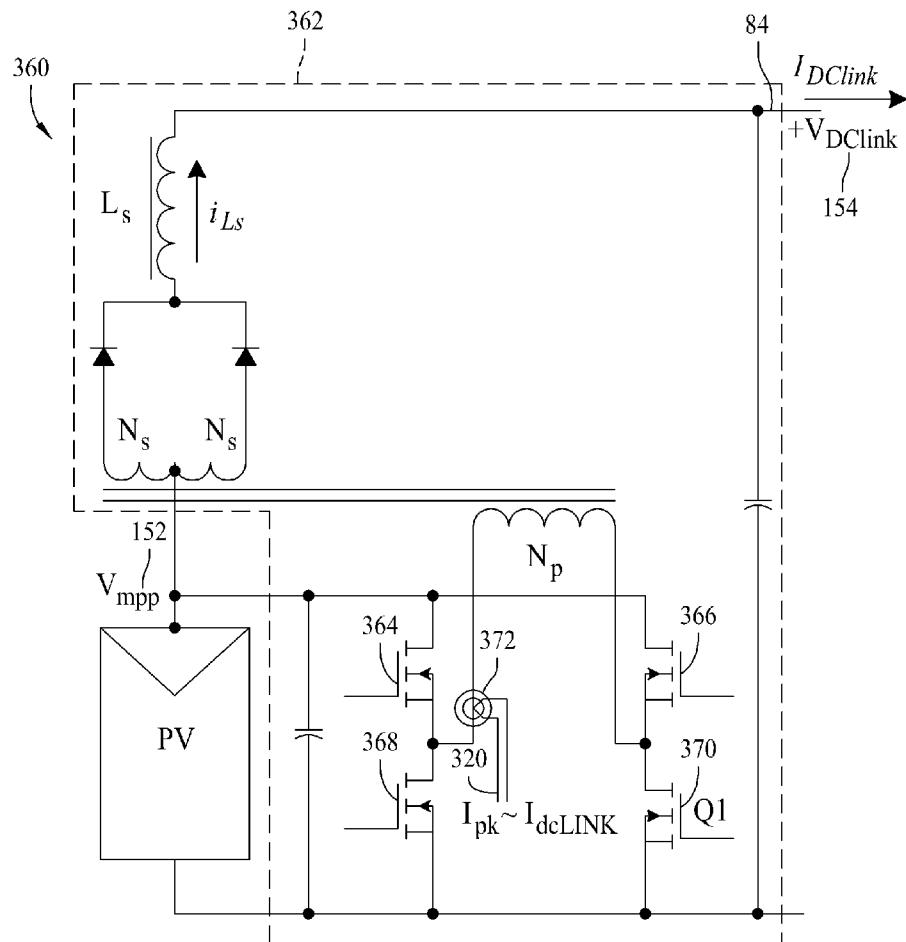 362
84
360
I_DClink
+V_DClink
154
L_s
i_Ls
N_s N_s
152
N_p
V_mpp
364
372
366
PV
368
320
370
I_pk ~ I_dcLINK
Q1